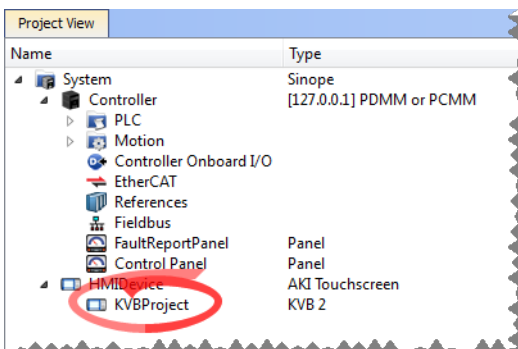 Project View
Name Type
System Sinope
Controller [127.0.0.1] PDMM or PCMM
PLC
Motion
Controller Onboard I/O
EtherCAT
References
Fieldbus
FaultReportPanel Panel
Control Panel Panel
HMIDevice AKI Touchscreen
KVBProject KVB 2